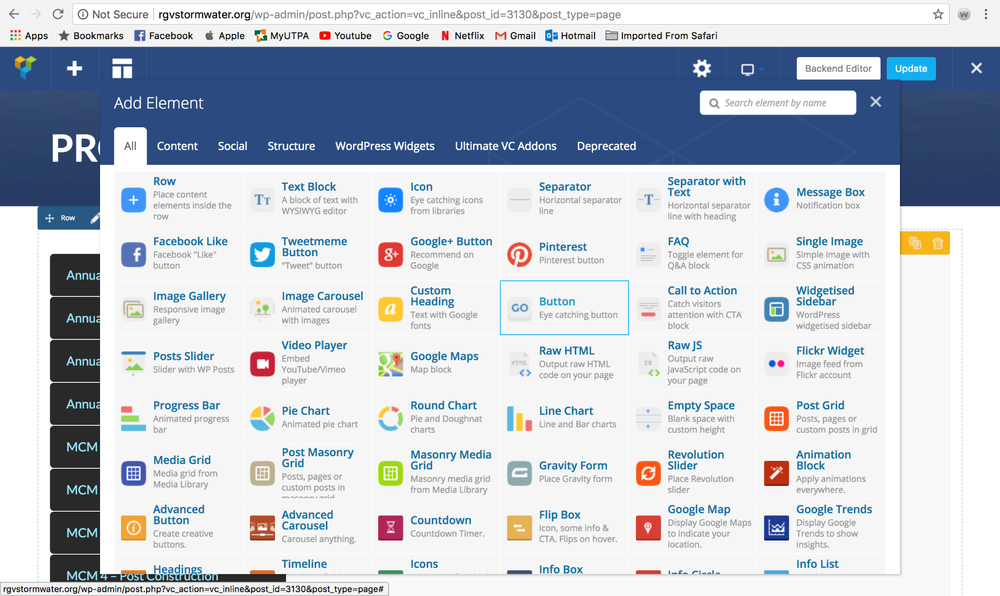 Not Secure rgvstormwater.org/wp-admin/post.php?vc_action=vc_inline&post_id=3130&post_type=page
W
Apps Bookmarks Facebook Apple MyUTPA Youtube Google Netflix Gmail Hotmail Imported From Safari
Backend Editor Update
Add Element
Search element by name
PRO
All Content Social Structure WordPress Widgets Ultimate VC Addons Deprecated
Row
Place content
elements inside the
row
Text Block
A block of text with
WYSIWYG editor
Icon
Eye catching icons
from libraries
Separator
Horizontal separator
line
Separator with
Text
Horizontal separator
line with heading
Message Box
Notification box
Row
Facebook Like
Facebook "Like"
button
Tweetmeme
Button
"Tweet" button
Google+ Button
Recommend on
Google
Pinterest
Pinterest button
FAQ
Toggle element for
Q&A block
Single Image
Simple image with
CSS animation
Annua
Image Gallery
Responsive image
gallery
Image Carousel
Animated carousel
with images
Custom
Heading
Text with Google
fonts
GO
Button
Eye catching button
Call to Action
Catch visitors
attention with CTA
block
Widgetised
Sidebar
WordPress
widgetised sidebar
Annua
Posts Slider
Slider with WP Posts
Video Player
Embed
YouTube/Vimeo
player
Google Maps
Map block
HTML
Raw HTML
Output raw HTML
code on your page
JS
Raw JS
Output raw
JavaScript code on
your page
Flickr Widget
Image feed from
Flickr account
Annua
Progress Bar
Animated progress
bar
Pie Chart
Animated pie chart
Round Chart
Pie and Doughnat
charts
Line Chart
Line and Bar charts
Empty Space
Blank space with
custom height
Post Grid
Posts, pages or
custom posts in grid
Annua
MCM
Media Grid
Media grid from
Media Library
Post Masonry
Grid
Posts, pages or
custom posts in
masonry grid
Masonry Media
Grid
Masonry media grid
from Media Library
Gravity Form
Place Gravity form
Revolution
Slider
Place Revolution
slider
Animation
Block
Apply animations
everywhere.
MCM
Advanced
Button
Create creative
buttons.
Advanced
Carousel
Carousel anything.
Countdown
Countdown Timer.
Flip Box
Icon, some info &
CTA. Flips on hover.
Google Map
Display Google Maps
to indicate your
location.
Google Trends
Display Google
Trends to show
insights.
MCM
Headings
Timeline
Icons
Info Box
Info Circle
Info List
MCM 4 – Post Construction
rgvstormwater.org/wp-admin/post.php?vc_action=vc_inline&post_id=3130&post_type=page#